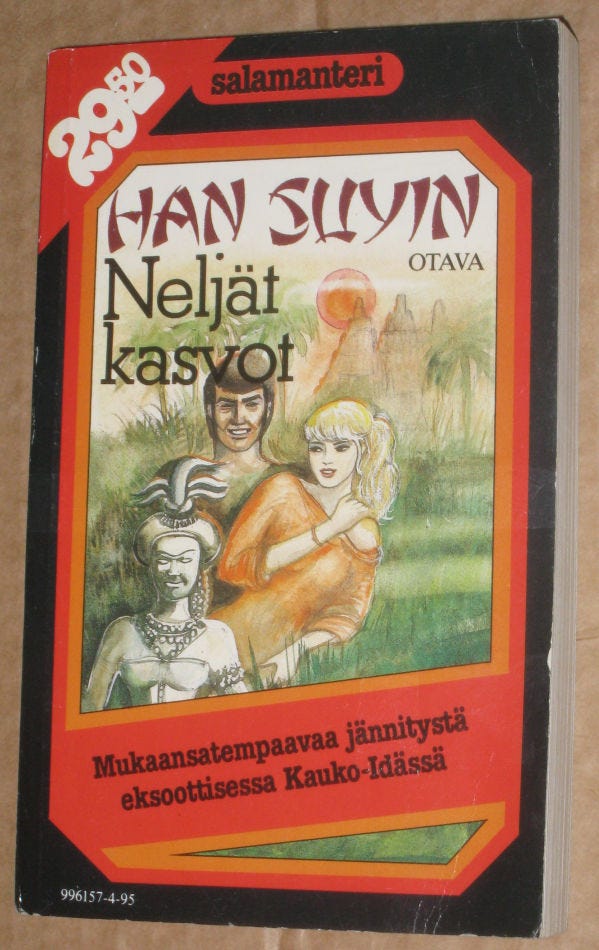 29.50
salamanteri
HAN SUYIN
OTAVA
Neljät
kasvot
Mukaansatempaavaa jännitystä
eksoottisessa Kauko-Idässä
996157-4-95